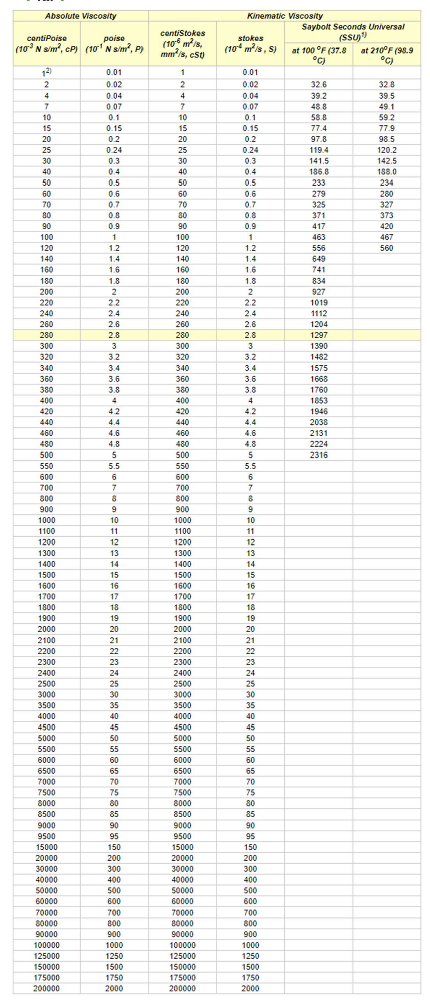 Absolute Viscosity Kinematic Viscosity
centiPoise (10-3 N s/m2, cP) poise (10-1 N s/m2, P) centiStokes (10-6 m2/s, mm2/s, cSt) stokes (10-4 m2/s , S) Saybolt Seconds Universal (SSU)1)
at 100 oF (37.8 oC) at 210oF (98.9 oC)
12) 0.01 1 0.01
2 0.02 2 0.02 32.6 32.8
4 0.04 4 0.04 39.2 39.5
7 0.07 7 0.07 48.8 49.1
10 0.1 10 0.1 58.8 59.2
15 0.15 15 0.15 77.4 77.9
20 0.2 20 0.2 97.8 98.5
25 0.24 25 0.24 119.4 120.2
30 0.3 30 0.3 141.5 142.5
40 0.4 40 0.4 186.8 188.0
50 0.5 50 0.5 233 234
60 0.6 60 0.6 279 280
70 0.7 70 0.7 325 327
80 0.8 80 0.8 371 373
90 0.9 90 0.9 417 420
100 1 100 1 463 467
120 1.2 120 1.2 556 560
140 1.4 140 1.4 649
160 1.6 160 1.6 741
180 1.8 180 1.8 834
200 2 200 2 927
220 2.2 220 2.2 1019
240 2.4 240 2.4 1112
260 2.6 260 2.6 1204
280 2.8 280 2.8 1297
300 3 300 3 1390
320 3.2 320 3.2 1482
340 3.4 340 3.4 1575
360 3.6 360 3.6 1668
380 3.8 380 3.8 1760
400 4 400 4 1853
420 4.2 420 4.2 1946
440 4.4 440 4.4 2038
460 4.6 460 4.6 2131
480 4.8 480 4.8 2224
500 5 500 5 2316
550 5.5 550 5.5
600 6 600 6
700 7 700 7
800 8 800 8
900 9 900 9
1000 10 1000 10
1100 11 1100 11
1200 12 1200 12
1300 13 1300 13
1400 14 1400 14
1500 15 1500 15
1600 16 1600 16
1700 17 1700 17
1800 18 1800 18
1900 19 1900 19
2000 20 2000 20
2100 21 2100 21
2200 22 2200 22
2300 23 2300 23
2400 24 2400 24
2500 25 2500 25
3000 30 3000 30
3500 35 3500 35
4000 40 4000 40
4500 45 4500 45
5000 50 5000 50
5500 55 5500 55
6000 60 6000 60
6500 65 6500 65
7000 70 7000 70
7500 75 7500 75
8000 80 8000 80
8500 85 8500 85
9000 90 9000 90
9500 95 9500 95
15000 150 15000 150
20000 200 20000 200
30000 300 30000 300
40000 400 40000 400
50000 500 50000 500
60000 600 60000 600
70000 700 70000 700
80000 800 80000 800
90000 900 90000 900
100000 1000 100000 1000
125000 1250 125000 1250
150000 1500 150000 1500
175000 1750 175000 1750
200000 2000 200000 2000